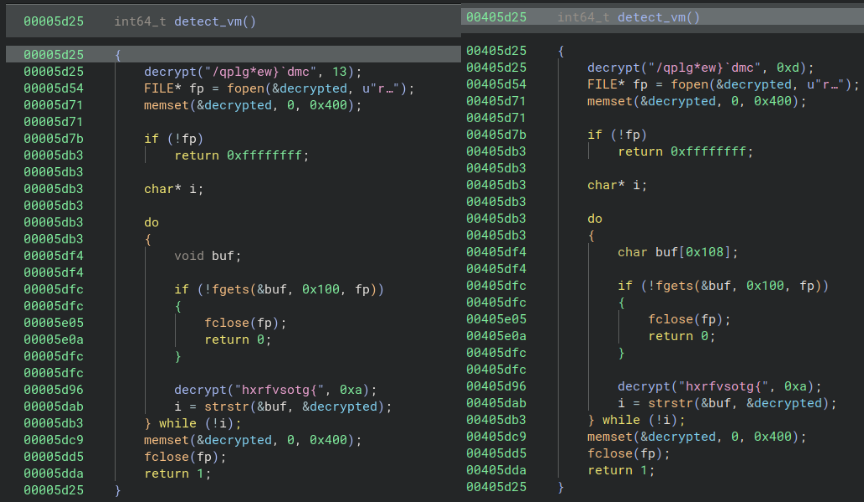 00005d25 int64_t detect_vm()
00005d25 {
00005d25 decrypt("/qplg*ew}`dmc", 13);
00005d54 FILE* fp = fopen(&decrypted, u"r…");
00005d71 memset(&decrypted, 0, 0x400);
00005d71
00005d7b if (!fp)
00005db3 return 0xffffffff;
00005db3
00005db3 char* i;
00005db3
00005db3 do
00005db3 {
00005df4 void buf;
00005df4
00005dfc if (!fgets(&buf, 0x100, fp))
00005dfc {
00005e05 fclose(fp);
00005e0a return 0;
00005dfc }
00005dfc
00005d96 decrypt("hxrfvsotg{", 0xa);
00005dab i = strstr(&buf, &decrypted);
00005db3 } while (!i);
00005dc9 memset(&decrypted, 0, 0x400);
00005dd5 fclose(fp);
00005dda return 1;
00005d25 }
00405d25 int64_t detect_vm()
00405d25 {
00405d25 decrypt("/qplg*ew}`dmc", 0xd);
00405d54 FILE* fp = fopen(&decrypted, u"r…");
00405d71 memset(&decrypted, 0, 0x400);
00405d71
00405d7b if (!fp)
00405db3 return 0xffffffff;
00405db3
00405db3 char* i;
00405db3
00405db3 do
00405db3 {
00405df4 char buf[0x108];
00405df4
00405dfc if (!fgets(&buf, 0x100, fp))
00405dfc {
00405e05 fclose(fp);
00405e0a return 0;
00405dfc }
00405dfc
00405d96 decrypt("hxrfvsotg{", 0xa);
00405dab i = strstr(&buf, &decrypted);
00405db3 } while (!i);
00405dc9 memset(&decrypted, 0, 0x400);
00405dd5 fclose(fp);
00405dda return 1;
00405d25 }